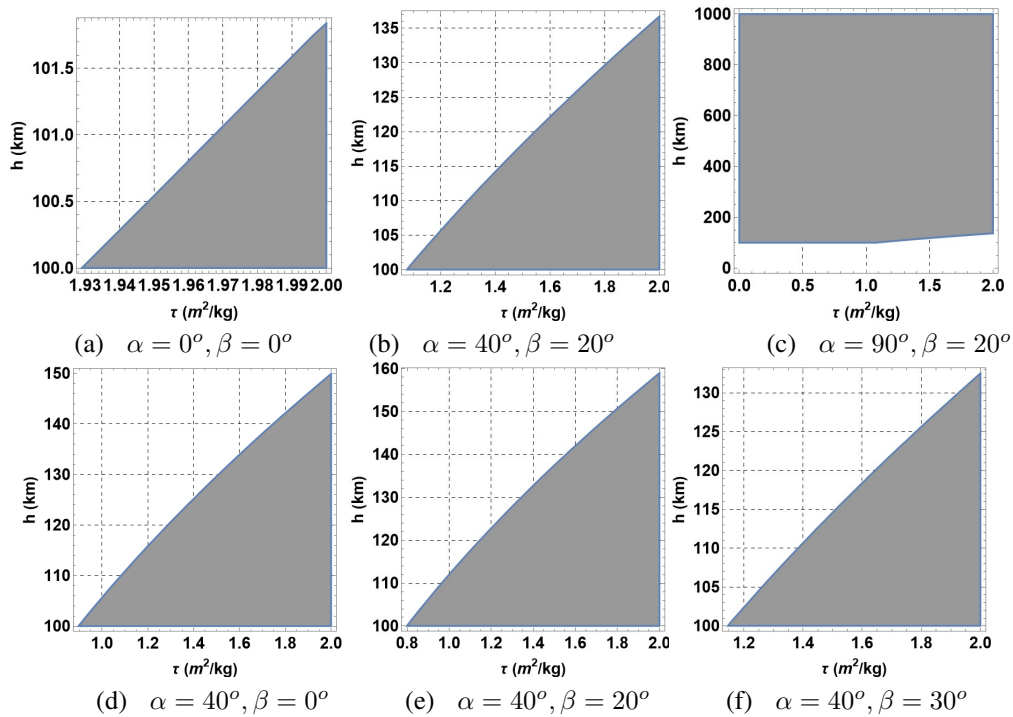 h (km)
101.5
101.0
100.5
100.0
1.93 1.94 1.95 1.96 1.97 1.98 1.99 2.00
τ (m²/kg)
(a) α = 0°, β = 0°
h (km)
135
130
125
120
115
110
105
100
1.2 1.4 1.6 1.8 2.0
τ (m²/kg)
(b) α = 40°, β = 20°
h (km)
1000
800
600
400
200
0
0.0 0.5 1.0 1.5 2.0
τ (m²/kg)
(c) α = 90°, β = 20°
h (km)
150
140
130
120
110
100
1.0 1.2 1.4 1.6 1.8 2.0
τ (m²/kg)
(d) α = 40°, β = 0°
h (km)
160
150
140
130
120
110
100
0.8 1.0 1.2 1.4 1.6 1.8 2.0
τ (m²/kg)
(e) α = 40°, β = 20°
h (km)
130
125
120
115
110
105
100
1.2 1.4 1.6 1.8 2.0
τ (m²/kg)
(f) α = 40°, β = 30°